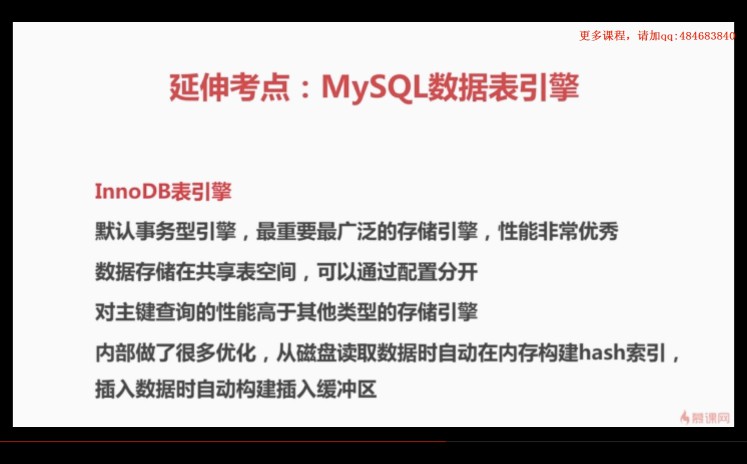 更多课程，请加qq:484683840
延伸考点：MySQL数据表引擎
InnoDB表引擎
默认事务型引擎，最重要最广泛的存储引擎，性能非常优秀
数据存储在共享表空间，可以通过配置分开
对主键查询的性能高于其他类型的存储引擎
内部做了很多优化，从磁盘读取数据时自动在内存构建hash索引，
插入数据时自动构建插入缓冲区
慕课网